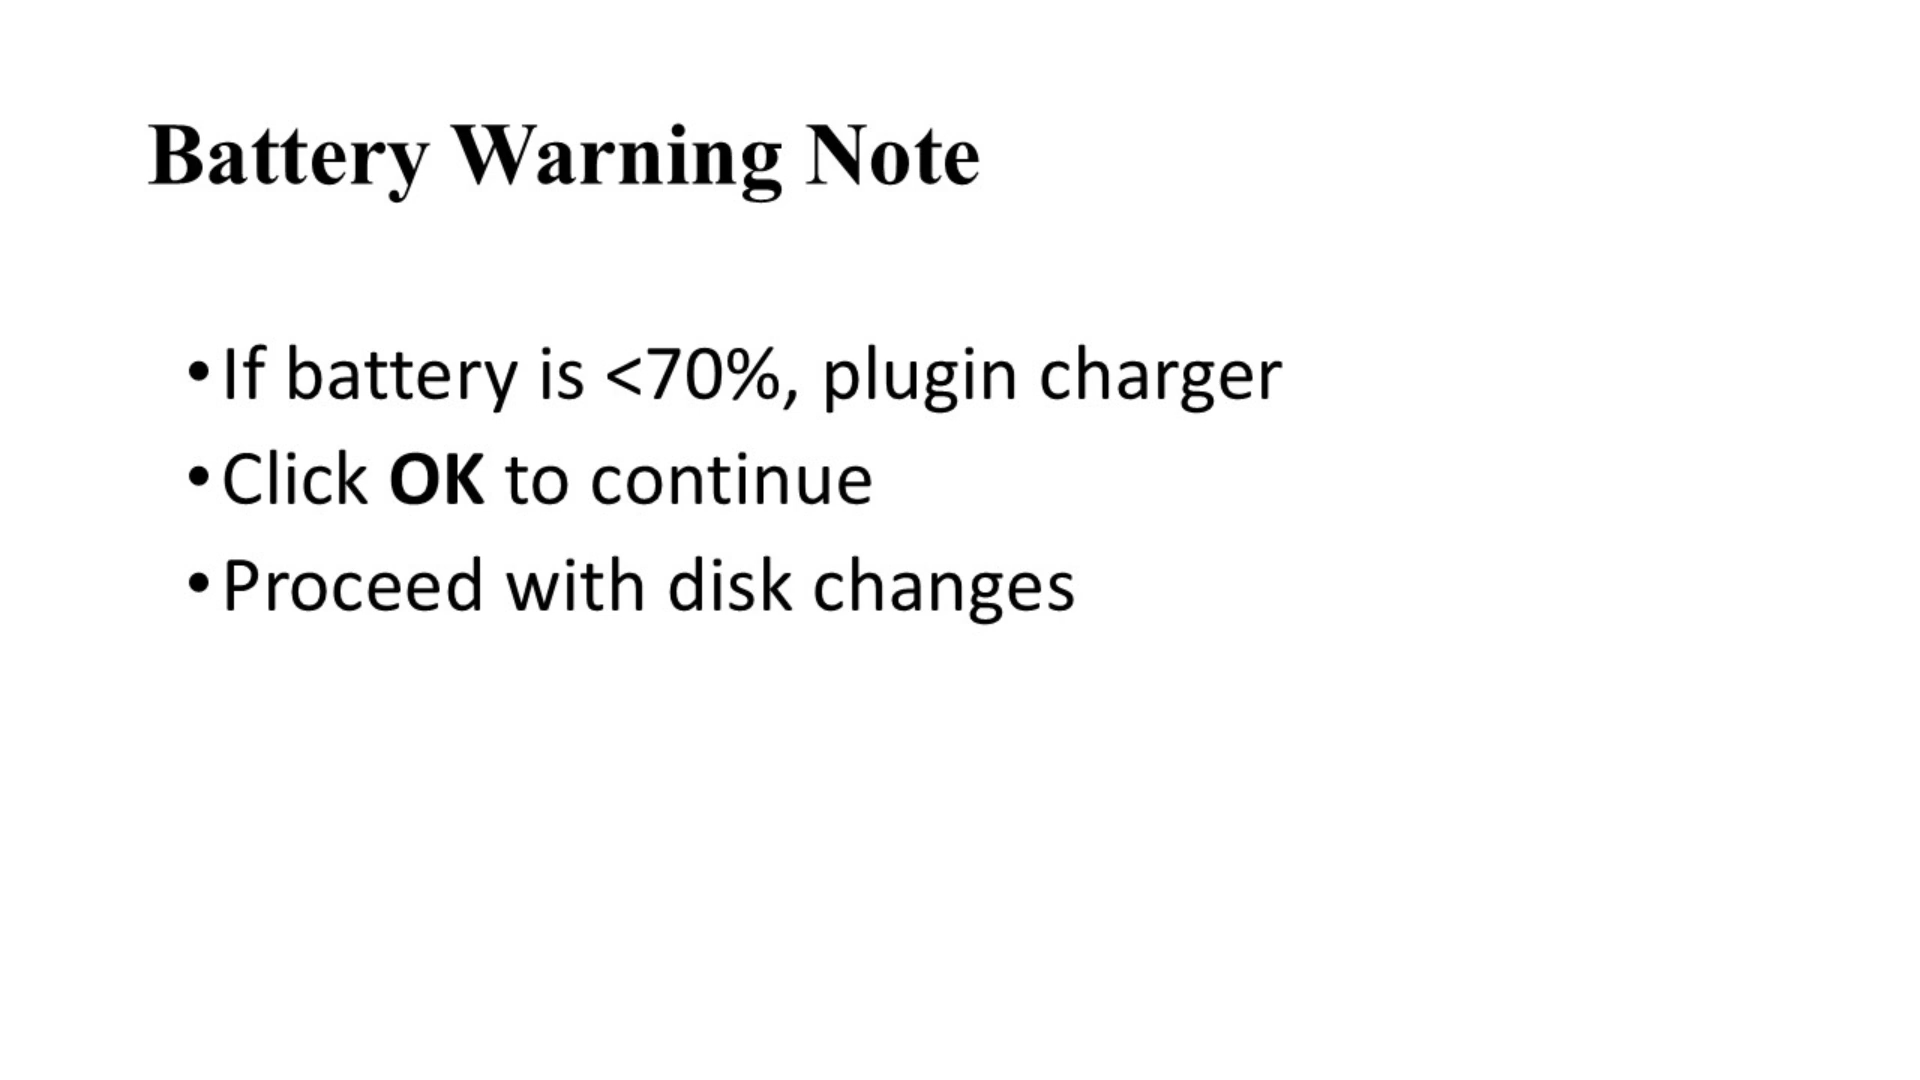 Battery Warning Note
•If battery is <70%, plugin charger
•Click OK to continue
•Proceed with disk changes